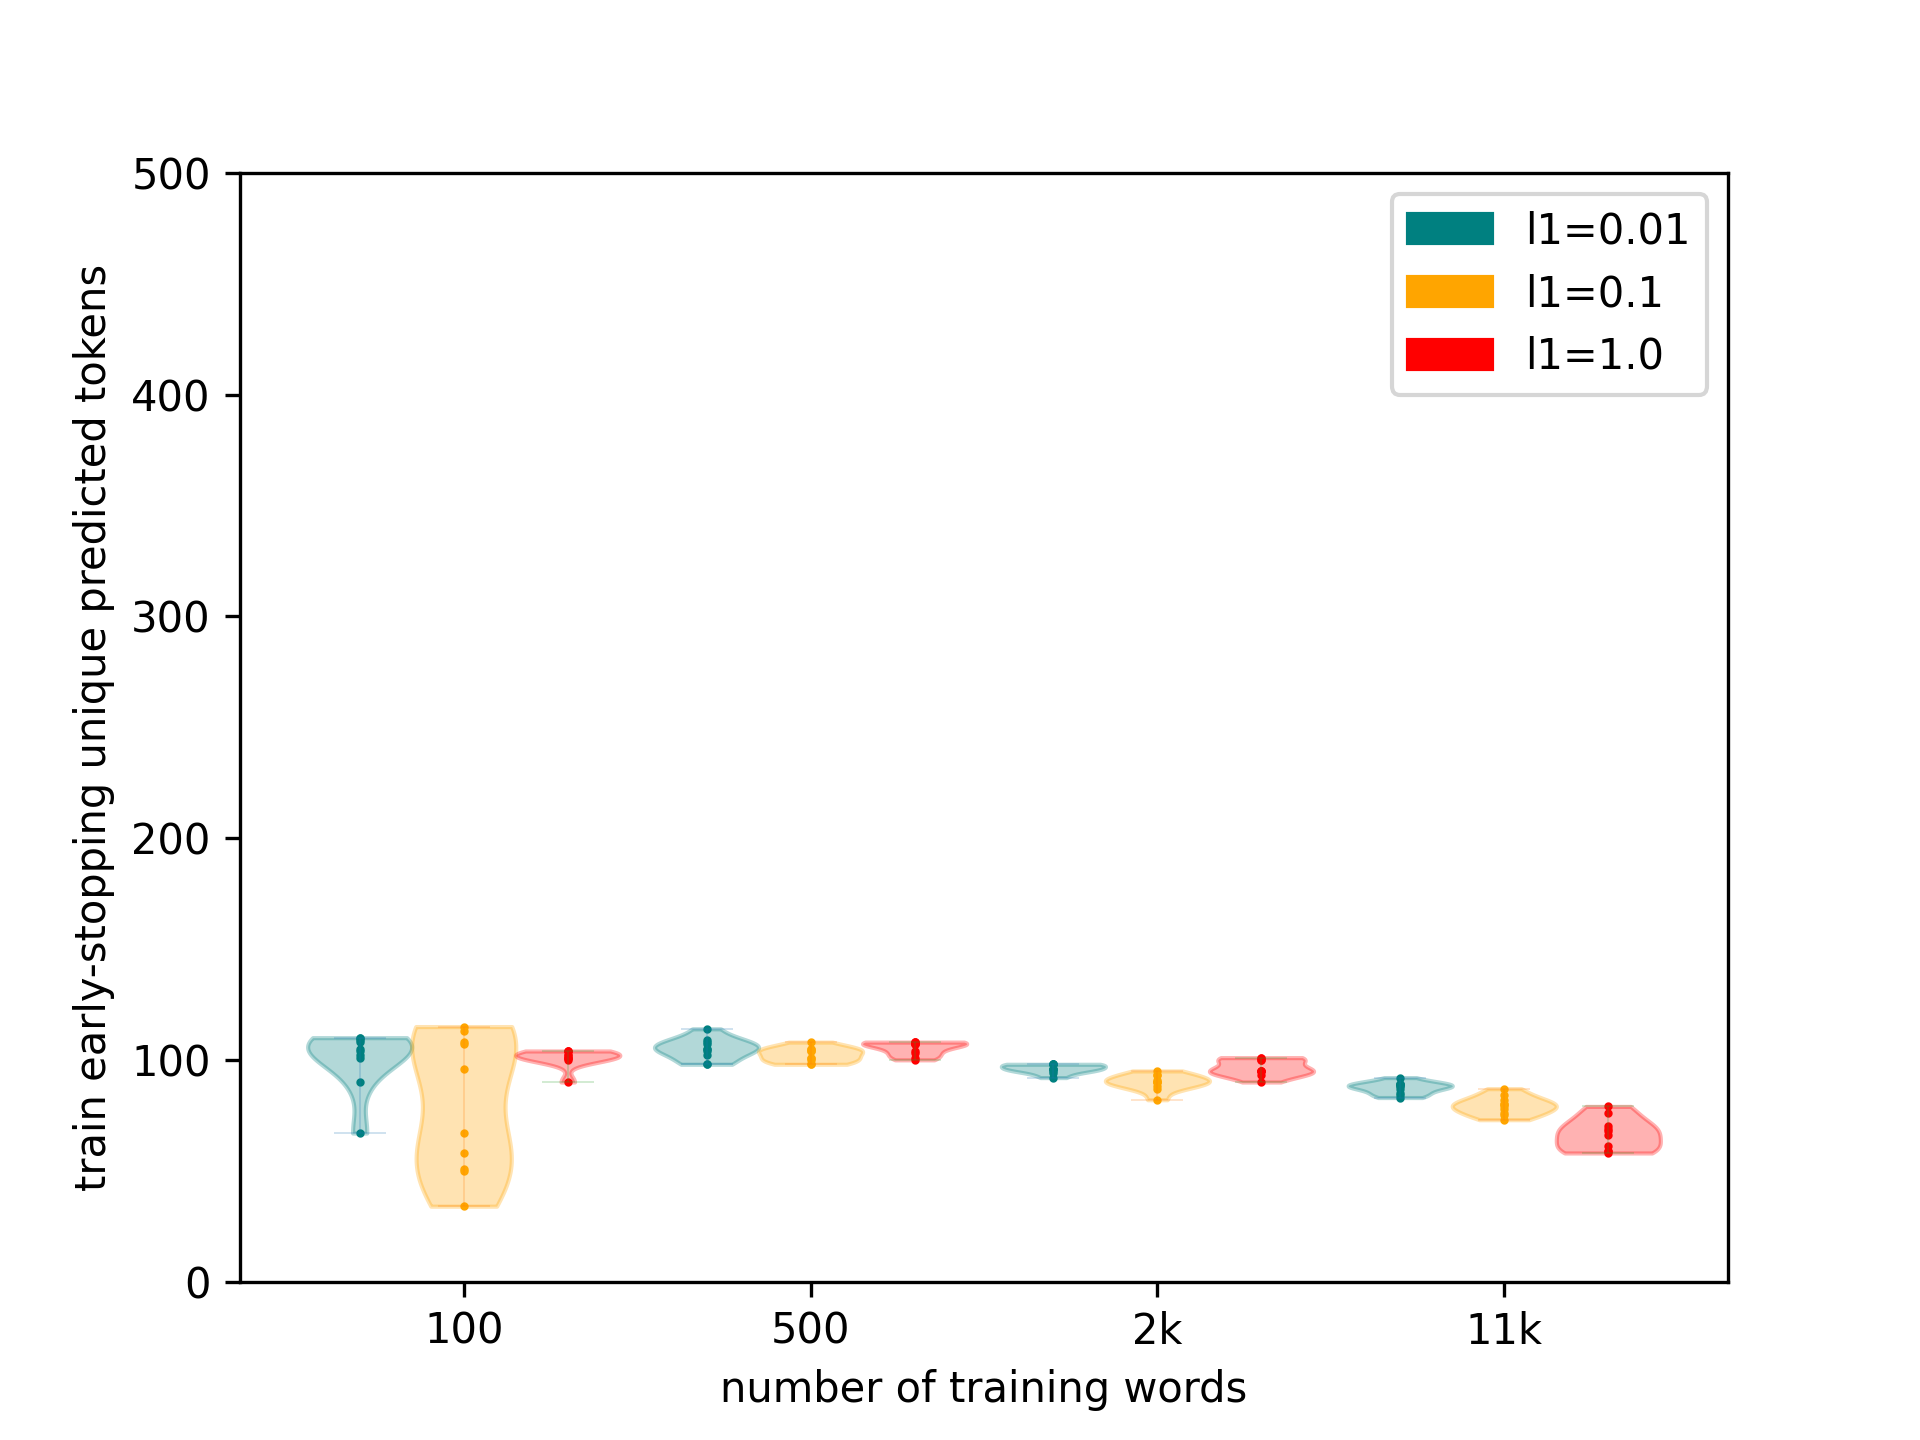 train early-stopping unique predicted tokens
500
400
300
200
100
0
l1=0.01
l1=0.1
l1=1.0
100
500
2k
11k
number of training words